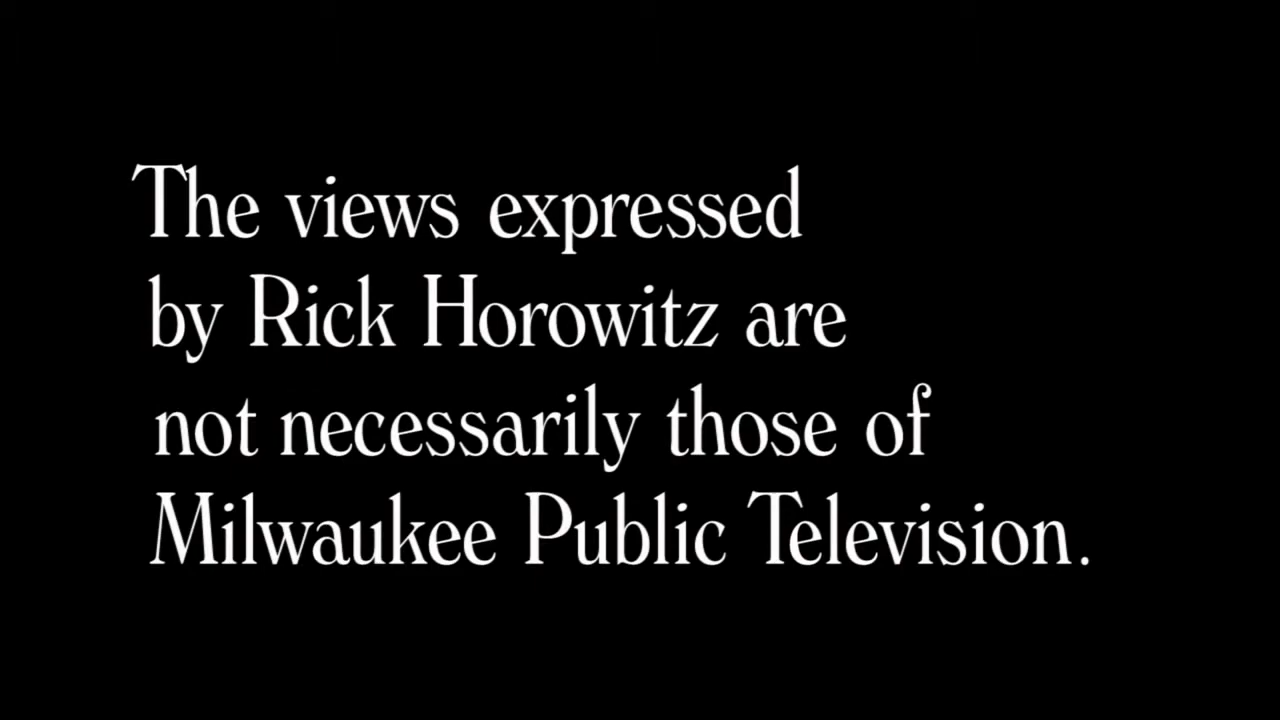 The views expressed
by Rick Horowitz are
not necessarily those of
Milwaukee Public Television.